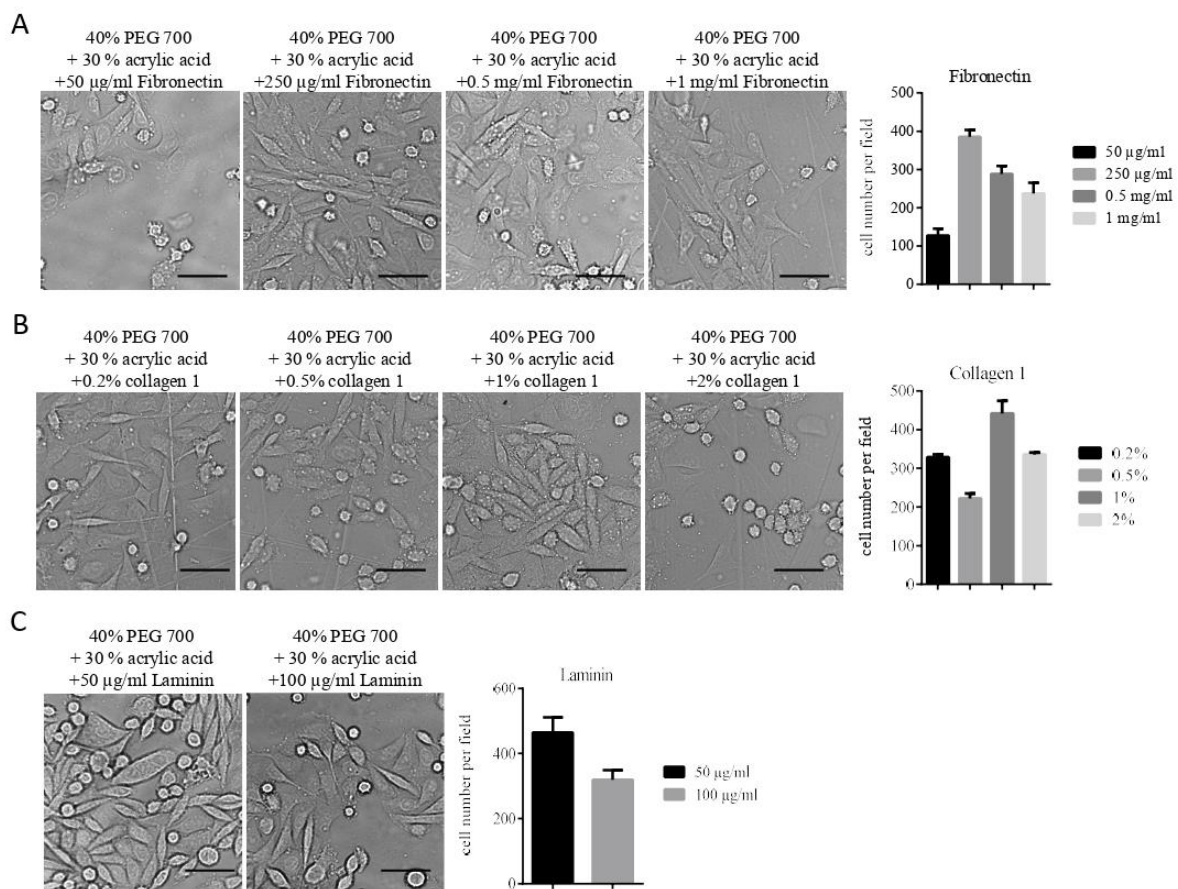 A
40% PEG 700
+ 30 % acrylic acid
+50 µg/ml Fibronectin
40% PEG 700
+ 30 % acrylic acid
+250 µg/ml Fibronectin
40% PEG 700
+ 30 % acrylic acid
+0.5 mg/ml Fibronectin
40% PEG 700
+ 30 % acrylic acid
+1 mg/ml Fibronectin
Fibronectin
cell number per field
500
400
300
200
100
0
50 µg/ml
250 µg/ml
0.5 mg/ml
1 mg/ml
B
40% PEG 700
+ 30 % acrylic acid
+0.2% collagen 1
40% PEG 700
+ 30 % acrylic acid
+0.5% collagen 1
40% PEG 700
+ 30 % acrylic acid
+1% collagen 1
40% PEG 700
+ 30 % acrylic acid
+2% collagen 1
Collagen 1
cell number per field
500
400
300
400
300
0
0.2%
0.5%
1%
2%
C
40% PEG 700
+ 30 % acrylic acid
+50 µg/ml Laminin
40% PEG 700
+ 30 % acrylic acid
+100 µg/ml Laminin
Laminin
cell number per field
600
400
200
0
50 µg/ml
100 µg/ml